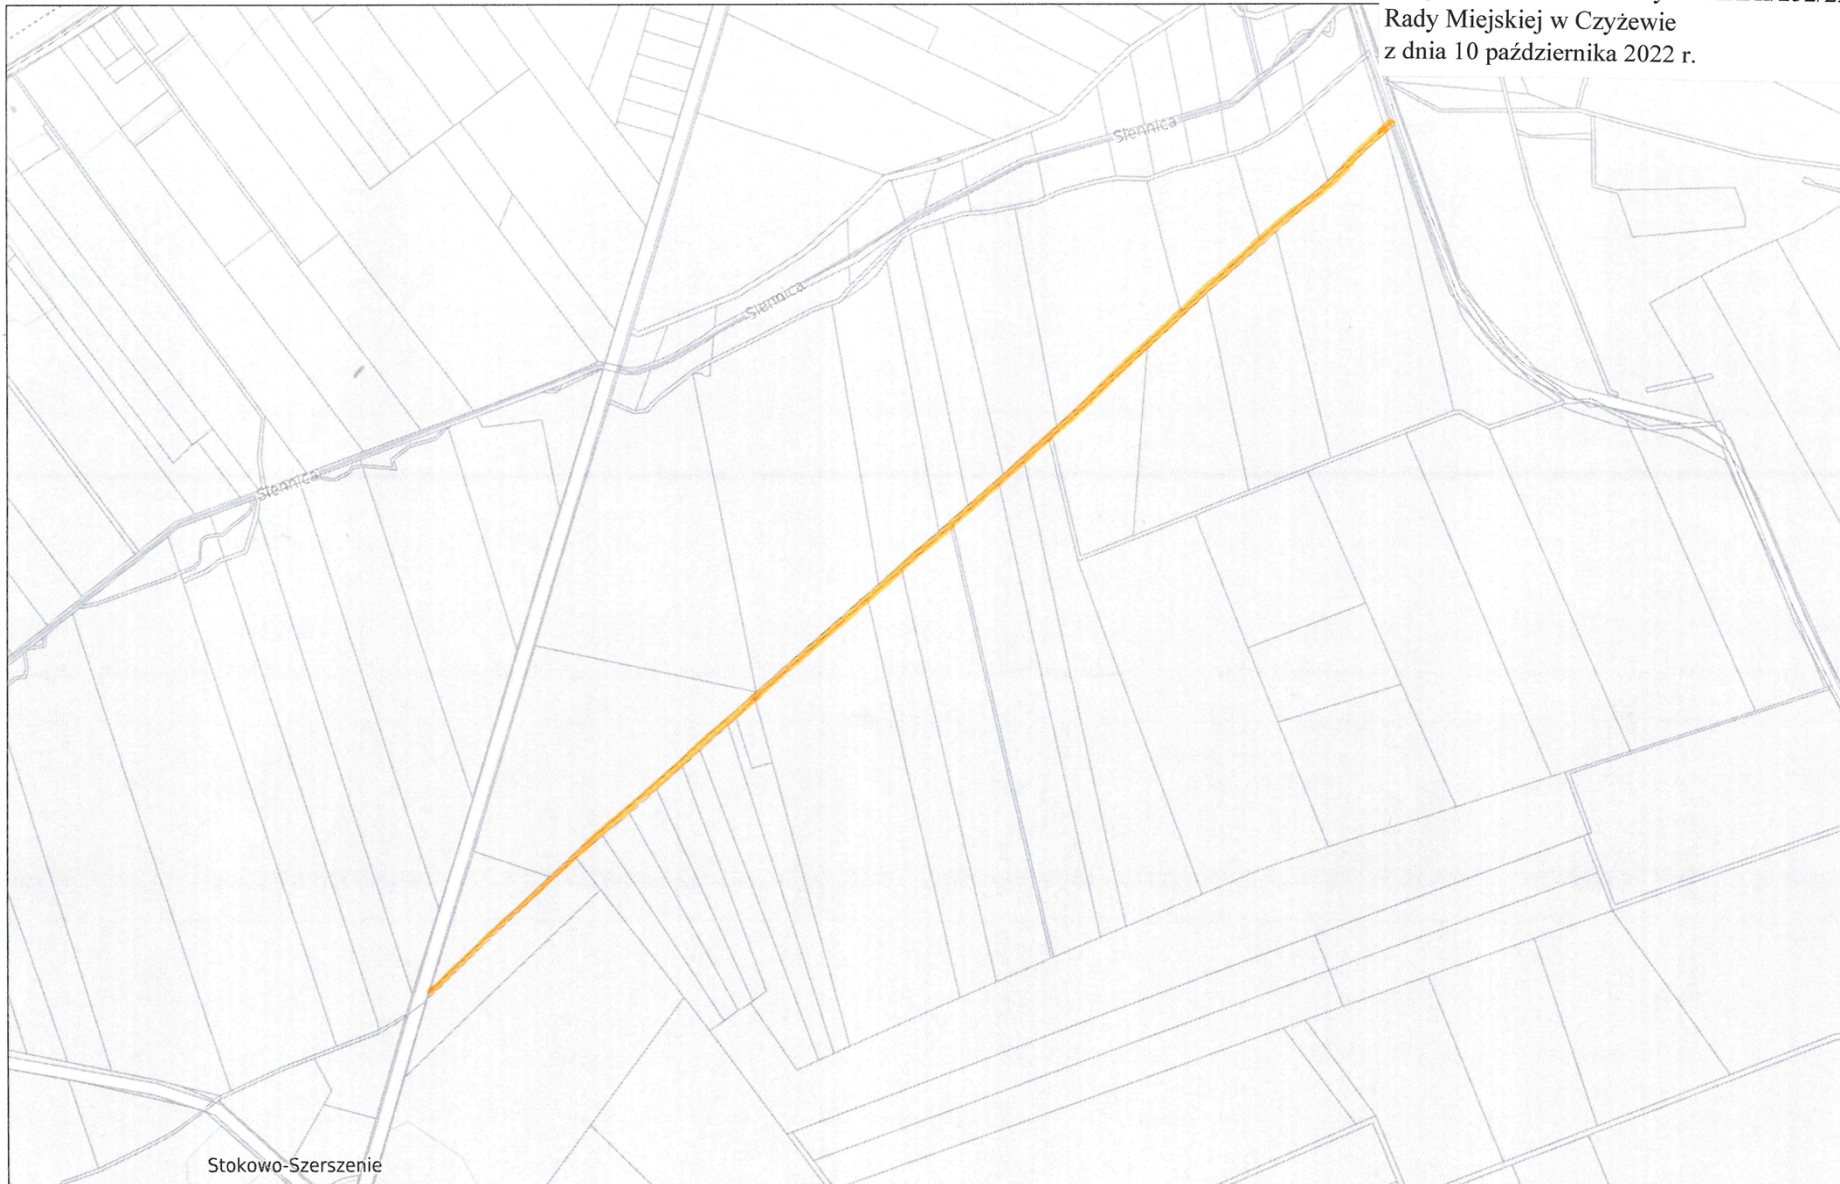 Rady Miejskiej w Czyżewie
z dnia 10 października 2022 r.
Siennica
Siennica
Siennica
Stokowo-Szerszenie